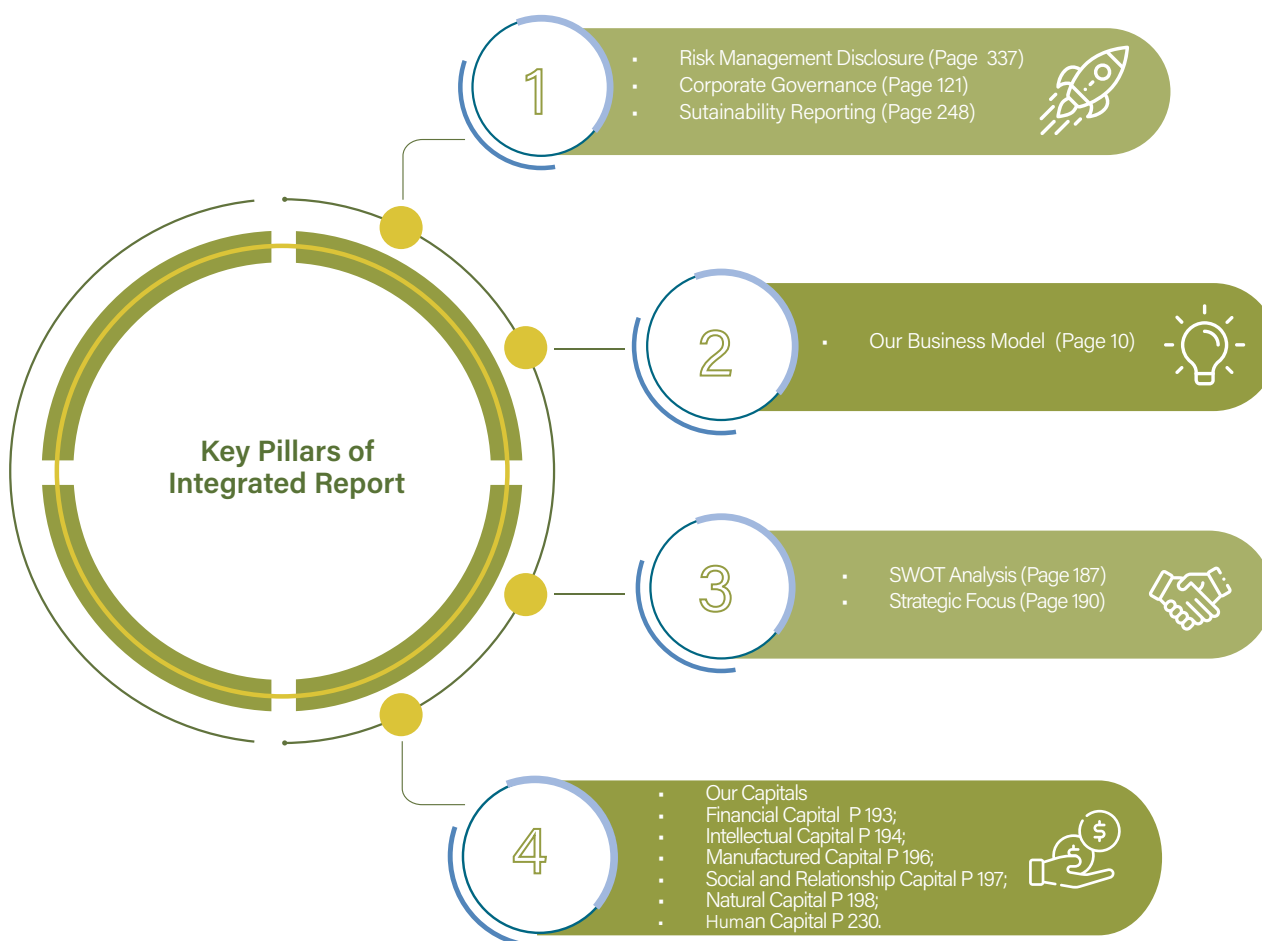 1
▪ Risk Management Disclosure (Page 337)
▪ Corporate Governance (Page 121)
▪ Sutainability Reporting (Page 248)
2
▪ Our Business Model (Page 10)
Key Pillars of
Integrated Report
3
▪ SWOT Analysis (Page 187)
▪ Strategic Focus (Page 190)
4
▪ Our Capitals
▪ Financial Capital P 193;
▪ Intellectual Capital P 194;
▪ Manufactured Capital P 196;
▪ Social and Relationship Capital P 197;
▪ Natural Capital P 198;
▪ Human Capital P 230.
$
$